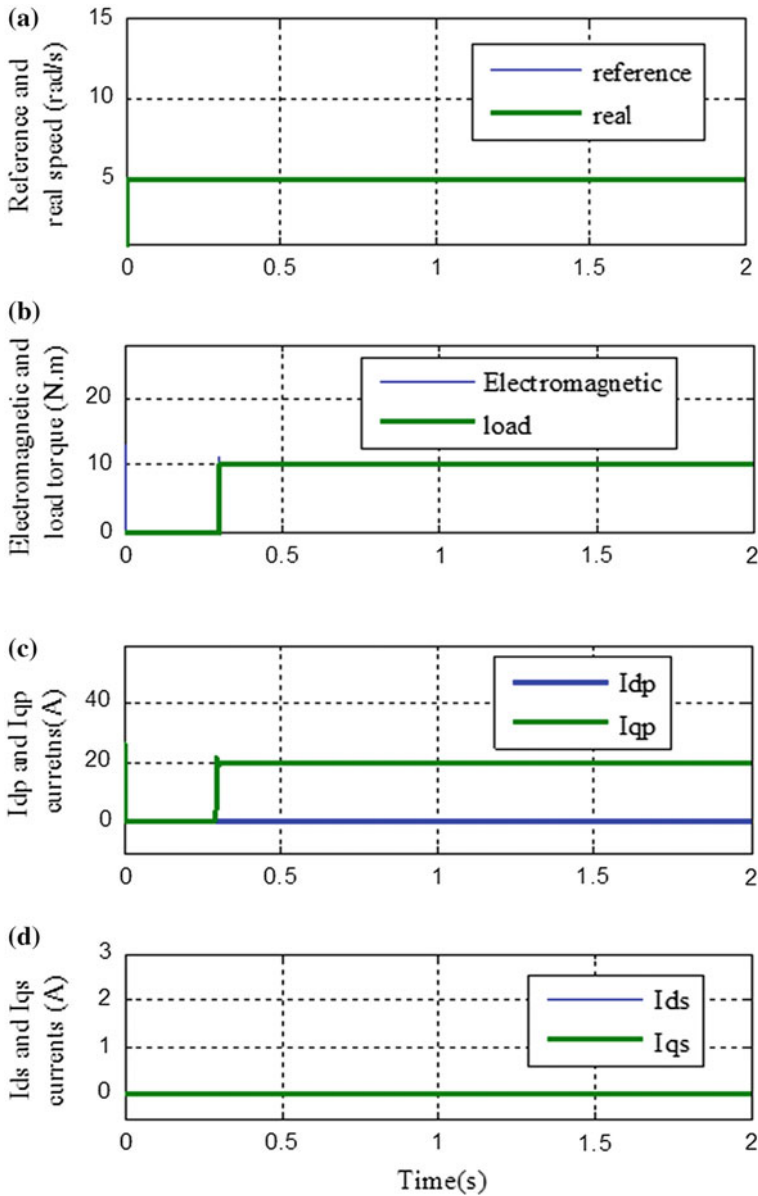 (a)
Reference and
real speed (rad/s)
15
10
5
reference
real
0
0.5
1
1.5
2
(b)
Electromagnetic and
load torque (N.m)
20
10
0
Electromagnetic
load
0
0.5
1
1.5
2
(c)
Idp and Iqp
curretns(A)
40
20
0
Idp
Iqp
0
0.5
1
1.5
2
(d)
Ids and Iqs
currents (A)
3
2
1
0
Ids
Iqs
0
0.5
1
1.5
2
Time(s)